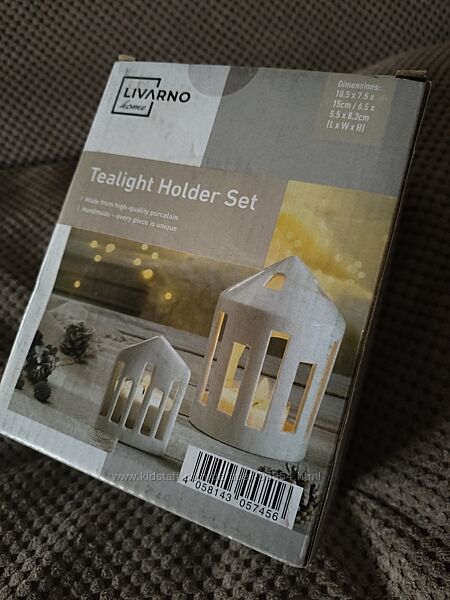 LIVARNO
home
Dimensions:
10.5 x 7.5 x
15cm / 6.5 x
5.5 x 8.3cm
(L x W x H)
Tealight Holder Set
Made from high-quality porcelain
Handmade – every piece is unique
4 058143 057456